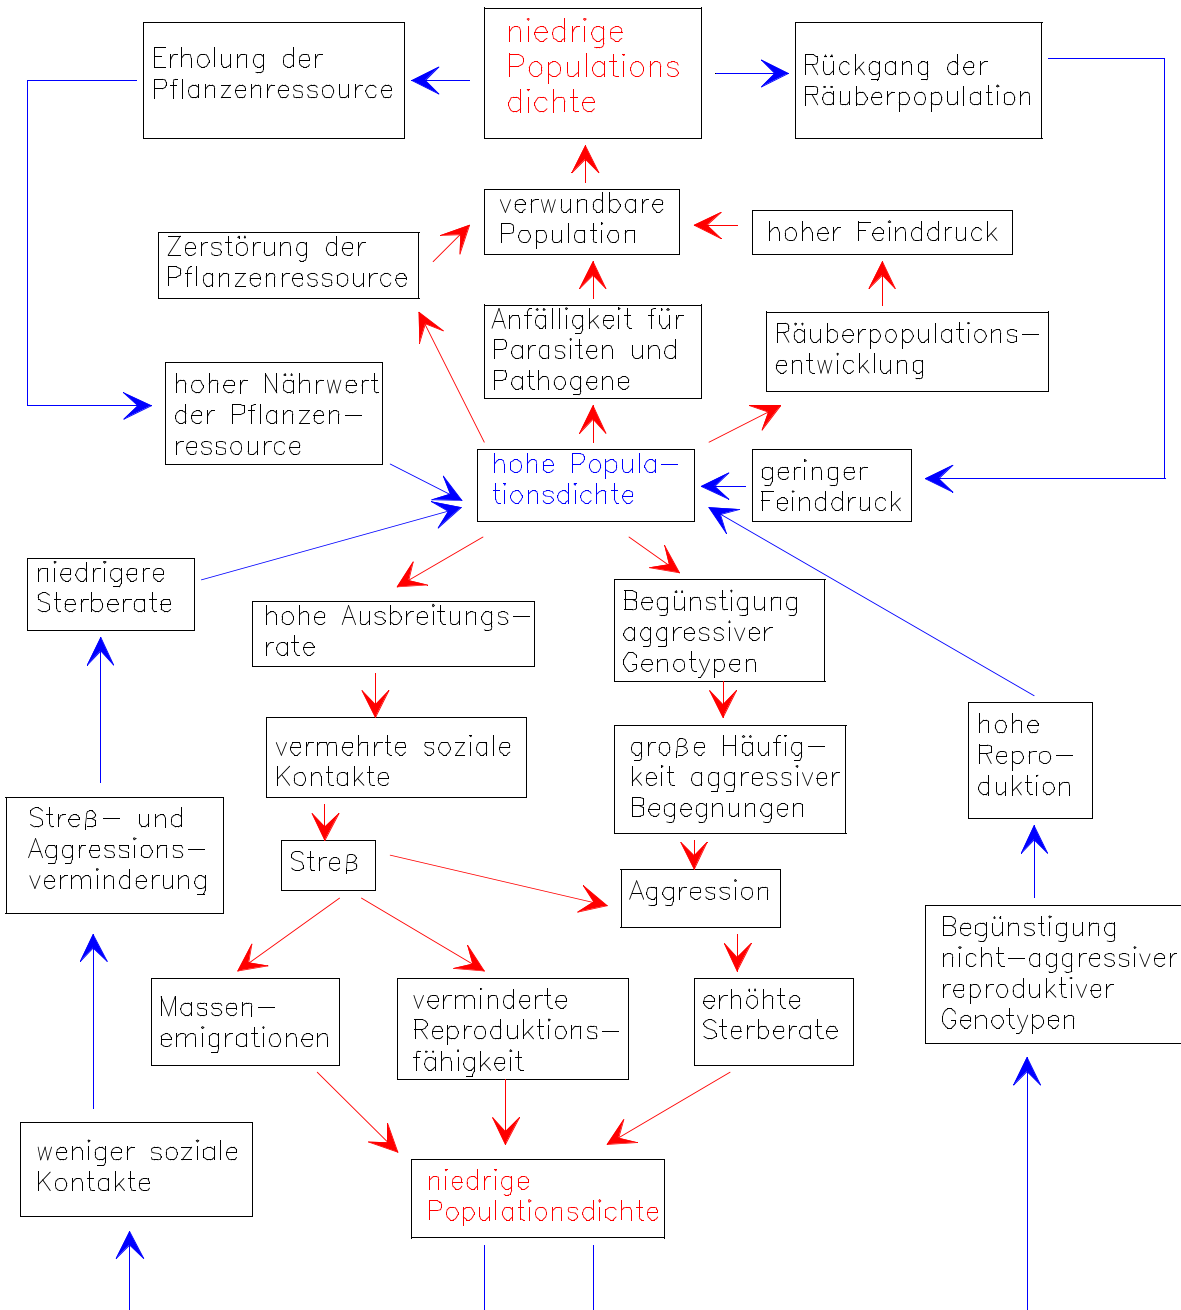 Erholung der
Pflanzenressource
niedrige
Populations
dichte
Rückgang der
Räuberpopulation
verwundbare
Population
hoher Feinddruck
Zerstörung der
Pflanzenressource
Anfälligkeit für
Parasiten und
Pathogene
Räuberpopulations-
entwicklung
hoher Nährwert
der Pflanzen-
ressource
hohe Popula-
tionsdichte
geringer
Feinddruck
niedrigere
Sterberate
hohe Ausbreitungs-
rate
Begünstigung
aggressiver
Genotypen
vermehrte soziale
Kontakte
große Häufig-
keit aggressiver
Begegnungen
hohe
Repro-
duktion
Streß- und
Aggressions-
verminderung
Streß
Aggression
Begünstigung
nicht-aggressiver
reproduktiver
Genotypen
Massen-
emigrationen
verminderte
Reproduktions-
fähigkeit
erhöhte
Sterberate
weniger soziale
Kontakte
niedrige
Populationsdichte